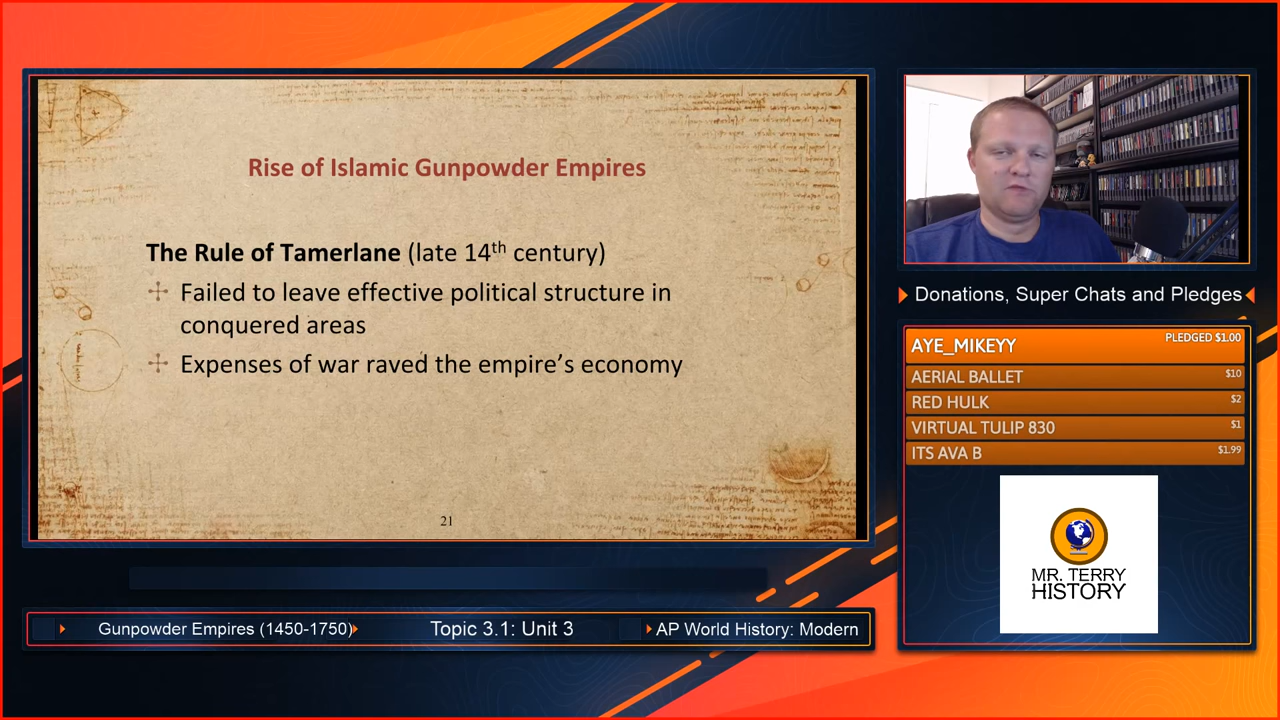 Rise of Islamic Gunpowder Empires
The Rule of Tamerlane (late 14th century)
Failed to leave effective political structure in
conquered areas
Expenses of war raved the empire's economy
21
Donations, Super Chats and Pledges
AYE_MIKEYY PLEDGED $1.00
AERIAL BALLET $10
RED HULK $2
VIRTUAL TULIP 830 $1
ITS AVA B $1.99
MR. TERRY
HISTORY
Gunpowder Empires (1450-1750) Topic 3.1: Unit 3 AP World History: Modern